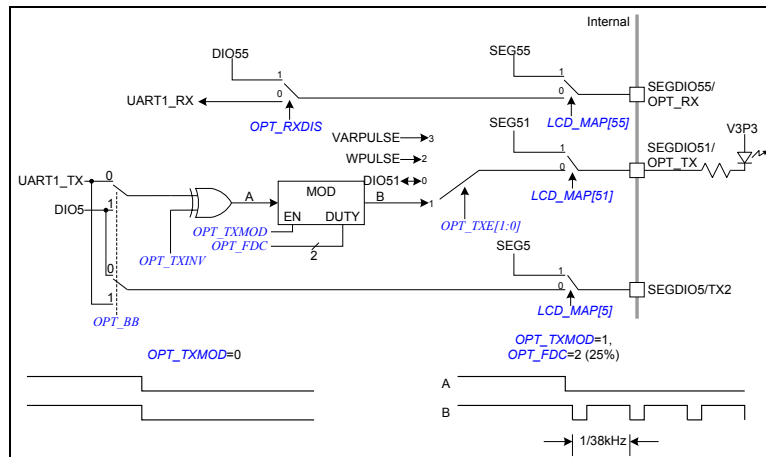 Internal
DIO55
1
UART1_RX
0
OPT_RXDIS
SEG55
1
0
LCD_MAP[55]
SEGDIO55/
OPT_RX
V3P3
VARPULSE
3
WPULSE
2
DIO51
0
1
OPT_TXE[1:0]
SEG51
1
0
LCD_MAP[51]
SEGDIO51/
OPT_TX
UART1_TX
0
DIO5
1
A
MOD
EN DUTY
B
OPT_TXMOD
OPT_FDC
2
OPT_TXINV
0
1
OPT_BB
SEG5
1
0
LCD_MAP[5]
SEGDIO5/TX2
OPT_TXMOD=0
OPT_TXMOD=1,
OPT_FDC=2 (25%)
A
B
1/38kHz